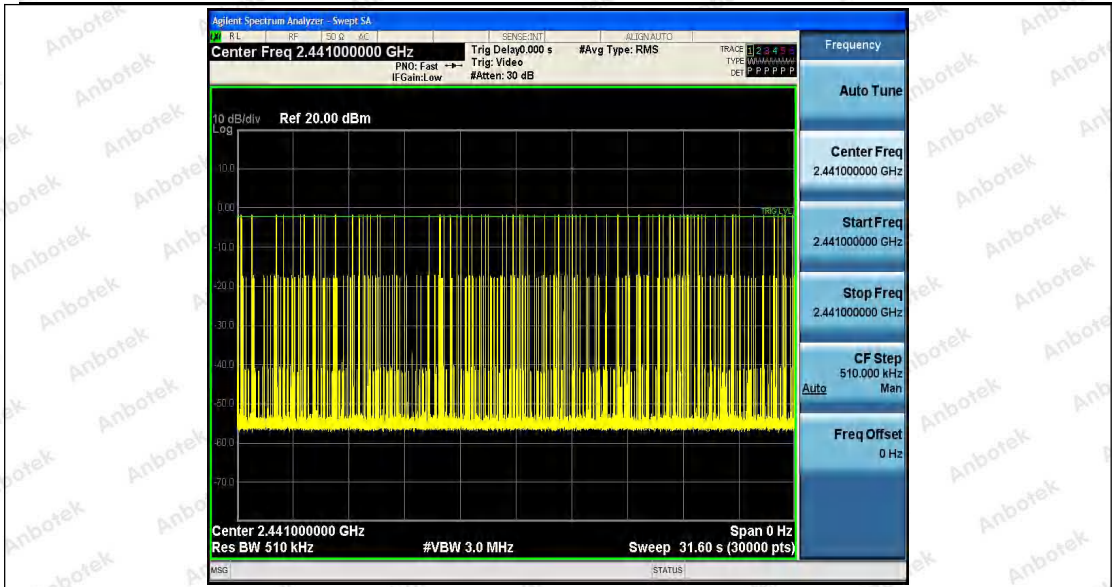 Agilent Spectrum Analyzer - Swept SA
RL RF 50 Ω AC SENSE:INT ALIGN AUTO
Center Freq 2.441000000 GHz
PNO: Fast
IFGain:Low
Trig Delay0.000 s
Trig: Video
#Atten: 30 dB
#Avg Type: RMS
TRACE 1 2 3 4 5 6
TYPE
DET P P P P P P
10 dB/div Ref 20.00 dBm
Log
10.0
0.00
TRIG LVL
-10.0
-20.0
-30.0
-40.0
-50.0
-60.0
-70.0
Center 2.441000000 GHz
Span 0 Hz
Res BW 510 kHz
#VBW 3.0 MHz
Sweep 31.60 s (30000 pts)
MSG
STATUS
Frequency
Auto Tune
Center Freq
2.441000000 GHz
Start Freq
2.441000000 GHz
Stop Freq
2.441000000 GHz
CF Step
510.000 kHz
Auto Man
Freq Offset
0 Hz
Anbotek